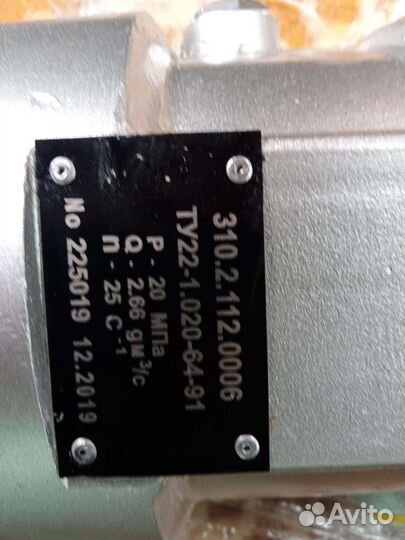 310.2.112.0006
ТУ22-1.020-64-91
P - 20 МПа
Q - 2.66 gм³/с
n - 25 С⁻¹
No 225019 12.2019
Avito